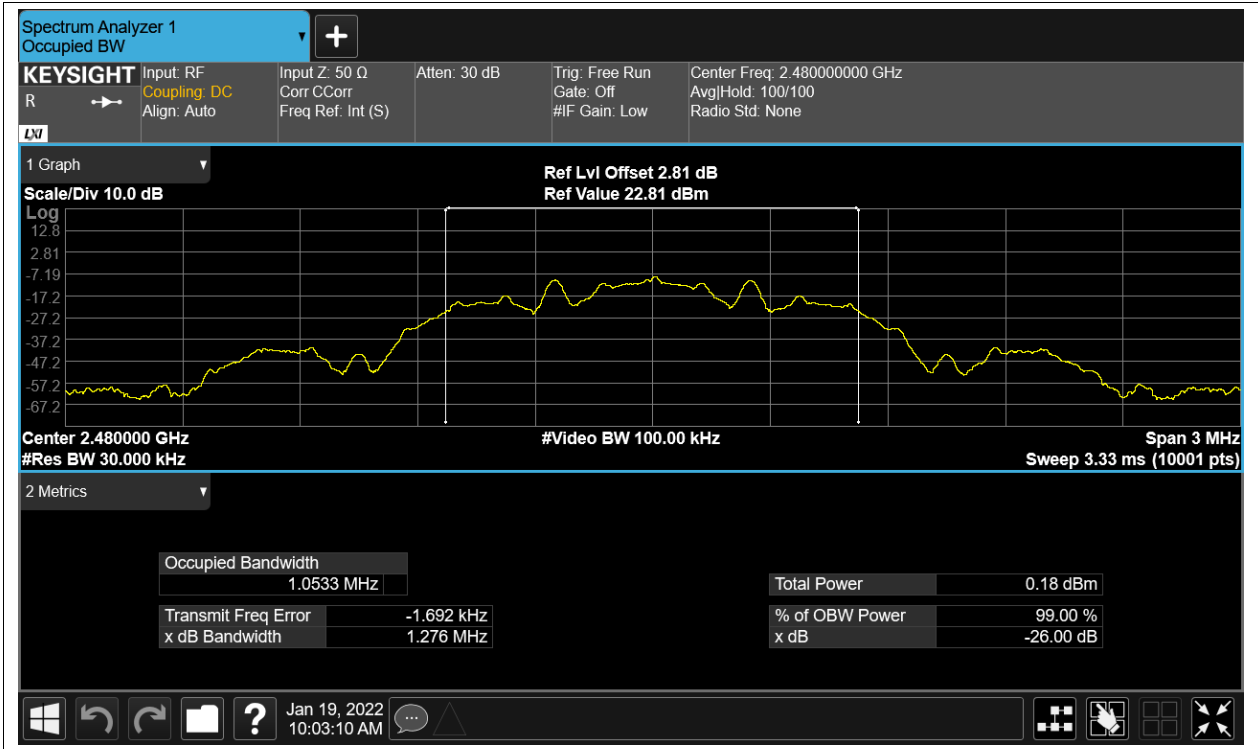 Spectrum Analyzer 1
Occupied BW
KEYSIGHT
R
LXI
Input: RF
Coupling: DC
Align: Auto
Input Z: 50 Ω
Corr CCorr
Freq Ref: Int (S)
Atten: 30 dB
Trig: Free Run
Gate: Off
#IF Gain: Low
Center Freq: 2.480000000 GHz
Avg|Hold: 100/100
Radio Std: None
1 Graph
Scale/Div 10.0 dB
Ref Lvl Offset 2.81 dB
Ref Value 22.81 dBm
Log
12.8
2.81
-7.19
-17.2
-27.2
-37.2
-47.2
-57.2
-67.2
Center 2.480000 GHz
#Res BW 30.000 kHz
#Video BW 100.00 kHz
Span 3 MHz
Sweep 3.33 ms (10001 pts)
2 Metrics
Occupied Bandwidth
1.0533 MHz
Transmit Freq Error -1.692 kHz
x dB Bandwidth 1.276 MHz
Total Power 0.18 dBm
% of OBW Power 99.00 %
x dB -26.00 dB
?
Jan 19, 2022
10:03:10 AM